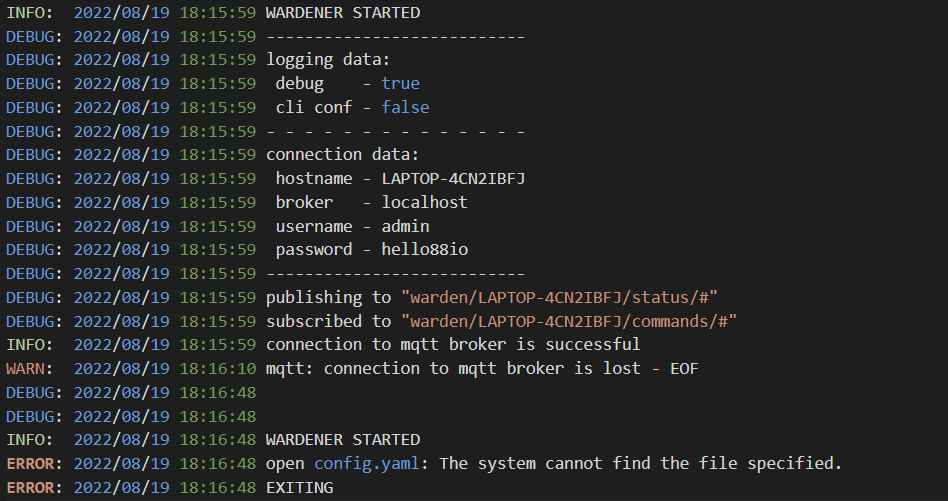 INFO:  2022/08/19 18:15:59 WARDENER STARTED
DEBUG: 2022/08/19 18:15:59 ---------------------------
DEBUG: 2022/08/19 18:15:59 logging data:
DEBUG: 2022/08/19 18:15:59  debug    - true
DEBUG: 2022/08/19 18:15:59  cli conf - false
DEBUG: 2022/08/19 18:15:59 - - - - - - - - - - - - - -
DEBUG: 2022/08/19 18:15:59 connection data:
DEBUG: 2022/08/19 18:15:59  hostname - LAPTOP-4CN2IBFJ
DEBUG: 2022/08/19 18:15:59  broker   - localhost
DEBUG: 2022/08/19 18:15:59  username - admin
DEBUG: 2022/08/19 18:15:59  password - hello88io
DEBUG: 2022/08/19 18:15:59 ---------------------------
DEBUG: 2022/08/19 18:15:59 publishing to "warden/LAPTOP-4CN2IBFJ/status/#"
DEBUG: 2022/08/19 18:15:59 subscribed to "warden/LAPTOP-4CN2IBFJ/commands/#"
INFO:  2022/08/19 18:15:59 connection to mqtt broker is successful
WARN:  2022/08/19 18:16:10 mqtt: connection to mqtt broker is lost - EOF
DEBUG: 2022/08/19 18:16:48
DEBUG: 2022/08/19 18:16:48
INFO:  2022/08/19 18:16:48 WARDENER STARTED
ERROR: 2022/08/19 18:16:48 open config.yaml: The system cannot find the file specified.
ERROR: 2022/08/19 18:16:48 EXITING